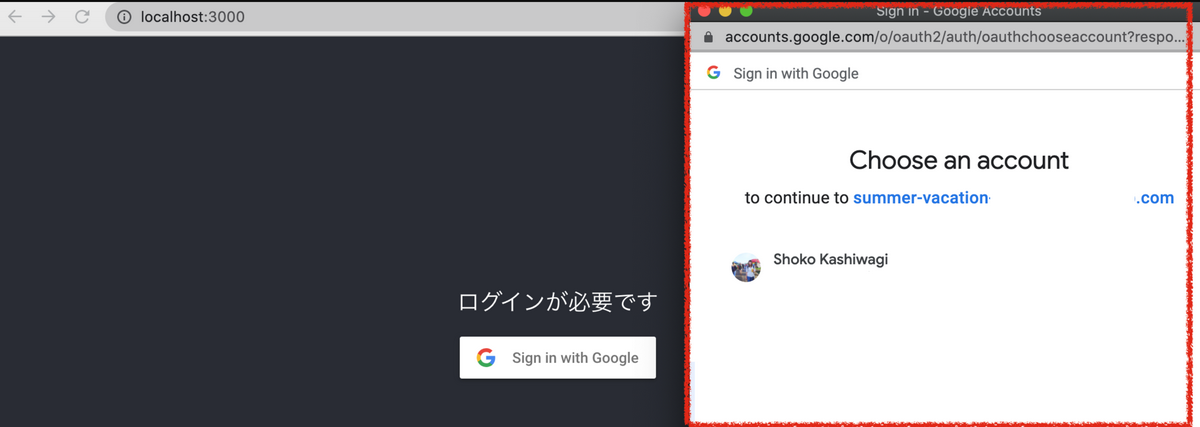 localhost:3000
ログインが必要です
Sign in with Google
Sign in - Google Accounts
accounts.google.com/o/oauth2/auth/oauthchooseaccount?respo...
Sign in with Google
Choose an account
to continue to summer-vacation .com
Shoko Kashiwagi